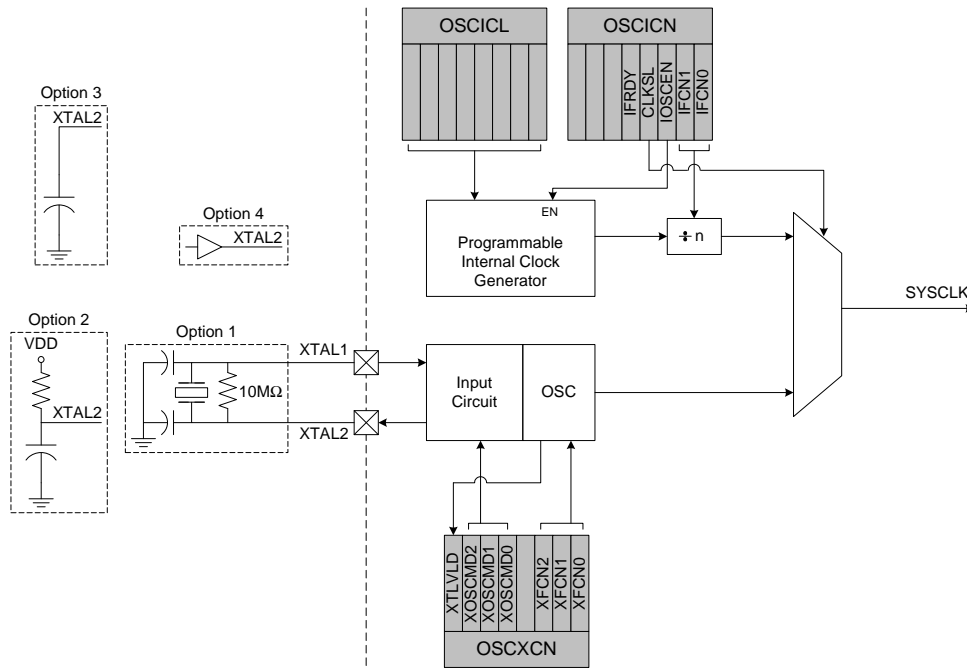 OSCICL
OSCICN
IFRDY
CLKSL
IOSCEN
IFCN1
IFCN0
Option 3
XTAL2
Option 4
XTAL2
EN
Programmable
Internal Clock
Generator
÷ n
SYSCLK
Option 2
VDD
XTAL2
Option 1
10MΩ
XTAL1
XTAL2
Input
Circuit
OSC
XTLVLD
XOSCMD2
XOSCMD1
XOSCMD0
XFCN2
XFCN1
XFCN0
OSCXCN